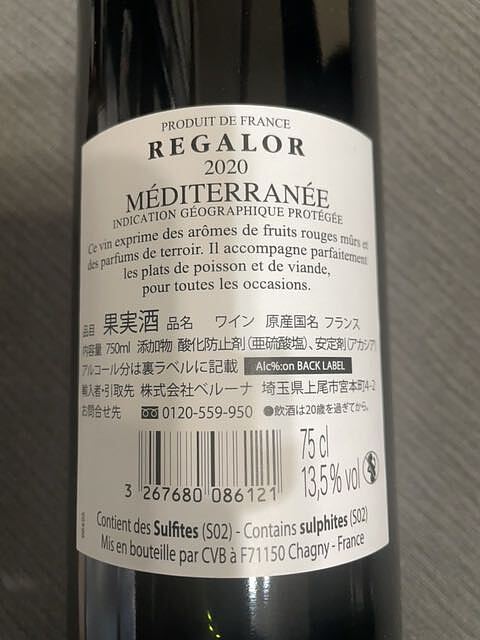 PRODUIT DE FRANCE
REGALOR
2020
MÉDITERRANÉE
INDICATION GÉOGRAPHIQUE PROTÉGÉE
Ce vin exprime des arômes de fruits rouges mûrs et
des parfums de terroir. Il accompagne parfaitement
les plats de poisson et de viande,
pour toutes les occasions.
品目 果実酒 品名 ワイン 原産国名 フランス
内容量 750ml 添加物 酸化防止剤(亜硫酸塩)、安定剤(アカシア
アルコール分は裏ラベルに記載 Alc%:on BACK LABEL
輸入者・引取先 株式会社ベルーナ 埼玉県上尾市宮本町4-2
お問合せ先 0120-559-950 ●飲酒は20歳を過ぎてから。
75 cl
13,5% vol
3 267680 086121
Contient des Sulfites (S02) - Contains sulphites (S02)
Mis en bouteille par CVB à F71150 Chagny - France